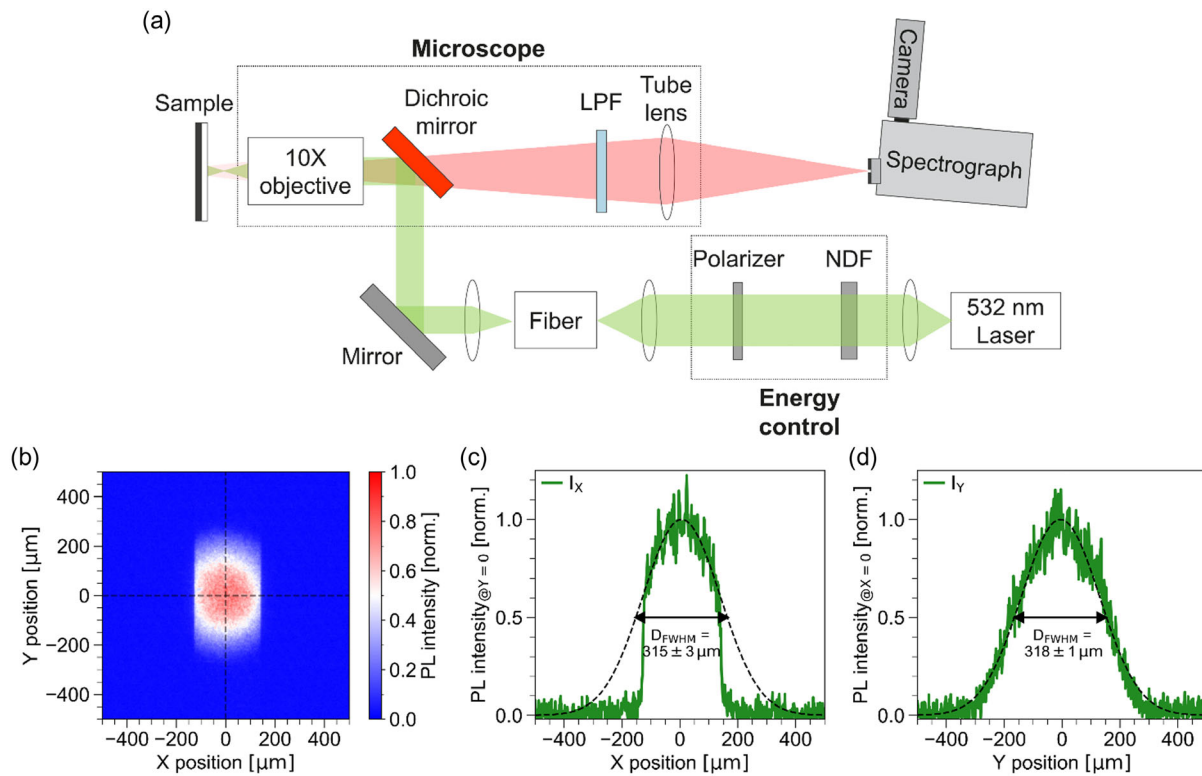 (a)
Microscope
Sample
10X
objective
Dichroic
mirror
LPF
Tube
lens
Camera
Spectrograph
Mirror
Fiber
Polarizer
NDF
532 nm
Laser
Energy
control
(b)
Y position [µm]
400
200
0
−200
−400
−400 −200 0 200 400
X position [µm]
1.0
0.8
0.6
0.4
0.2
0.0
PL intensity [norm.]
(c)
PL intensity@Y = 0 [norm.]
1.0
0.5
0.0
IX
DFWHM =
315 ± 3 µm
−400 −200 0 200 400
X position [µm]
(d)
PL intensity@X = 0 [norm.]
1.0
0.5
0.0
IY
DFWHM =
318 ± 1 µm
−400 −200 0 200 400
Y position [µm]